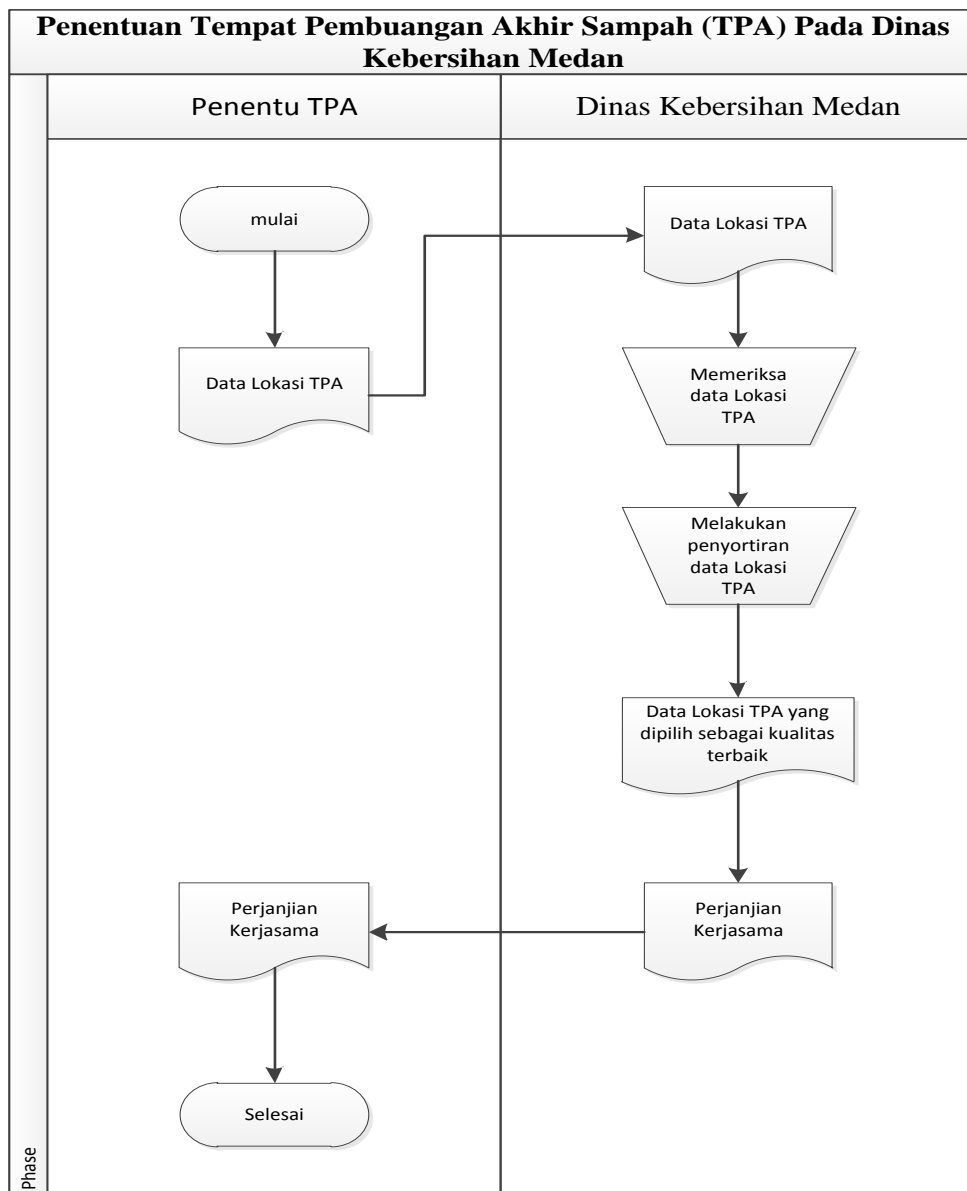 Penentuan Tempat Pembuangan Akhir Sampah (TPA) Pada Dinas
Kebersihan Medan
Penentu TPA
Dinas Kebersihan Medan
mulai
Data Lokasi TPA
Data Lokasi TPA
Memeriksa
data Lokasi
TPA
Melakukan
penyortiran
data Lokasi
TPA
Data Lokasi TPA yang
dipilih sebagai kualitas
terbaik
Perjanjian
Kerjasama
Perjanjian
Kerjasama
Selesai
Phase